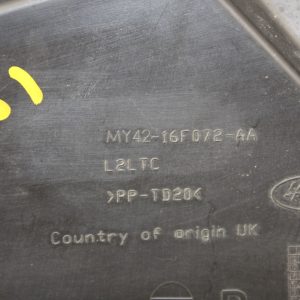 MY42-16F072-AA
L2LTC
>PP-TD20<
Country of origin UK